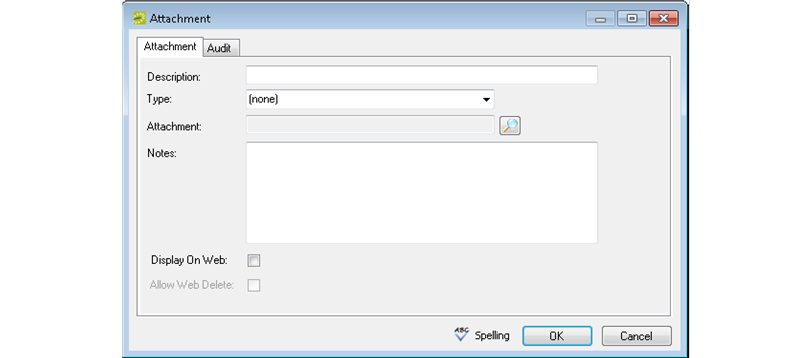 Attachment
Attachment Audit
Description:
Type: (none)
Attachment:
Notes:
Display On Web:
Allow Web Delete:
ABC Spelling OK Cancel